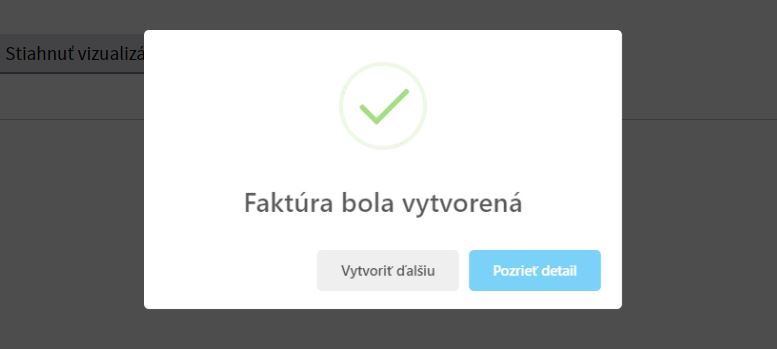 Stiahnuť vizualizá
Faktúra bola vytvorená
Vytvoriť ďalšiu
Pozrieť detail